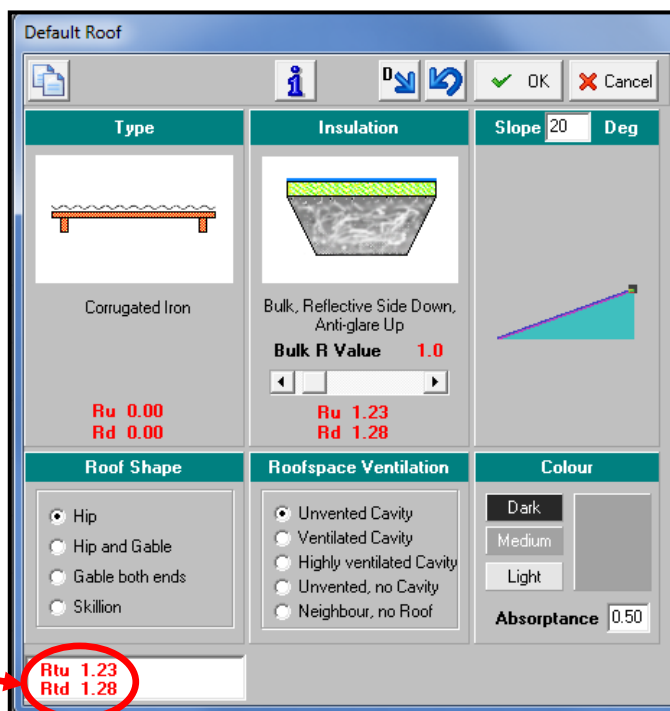 Default Roof
D
OK
Cancel
Type
Insulation
Slope 20 Deg
Corrugated Iron
Bulk, Reflective Side Down,
Anti-glare Up
Bulk R Value 1.0
Ru 0.00
Rd 0.00
Ru 1.23
Rd 1.28
Roof Shape
Roofspace Ventilation
Colour
Hip
Hip and Gable
Gable both ends
Skillion
Unvented Cavity
Ventilated Cavity
Highly ventilated Cavity
Unvented, no Cavity
Neighbour, no Roof
Dark
Medium
Light
Absorptance 0.50
Rtu 1.23
Rtd 1.28